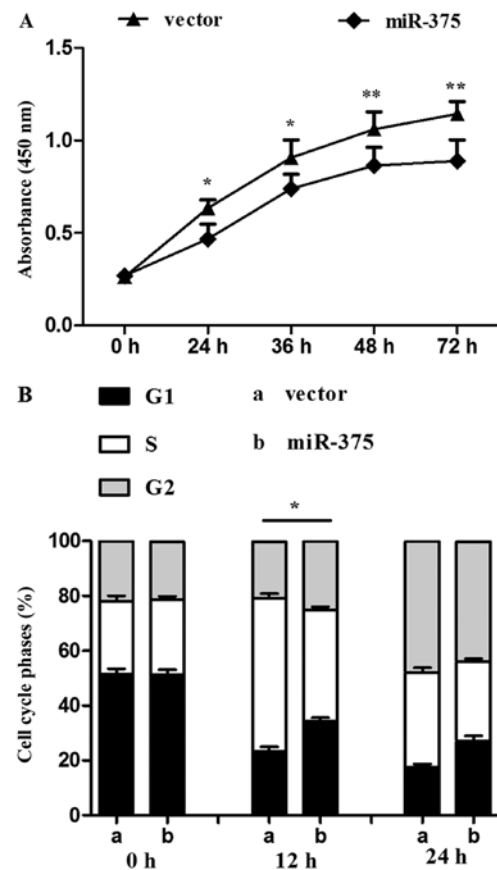 A vector miR-375
Absorbance (450 nm)
1.5
1.0
0.5
0.0
* * ** **
0 h 24 h 36 h 48 h 72 h
B G1 a vector
S b miR-375
G2
*
Cell cycle phases (%)
100
80
60
40
20
0
a b a b a b
0 h 12 h 24 h